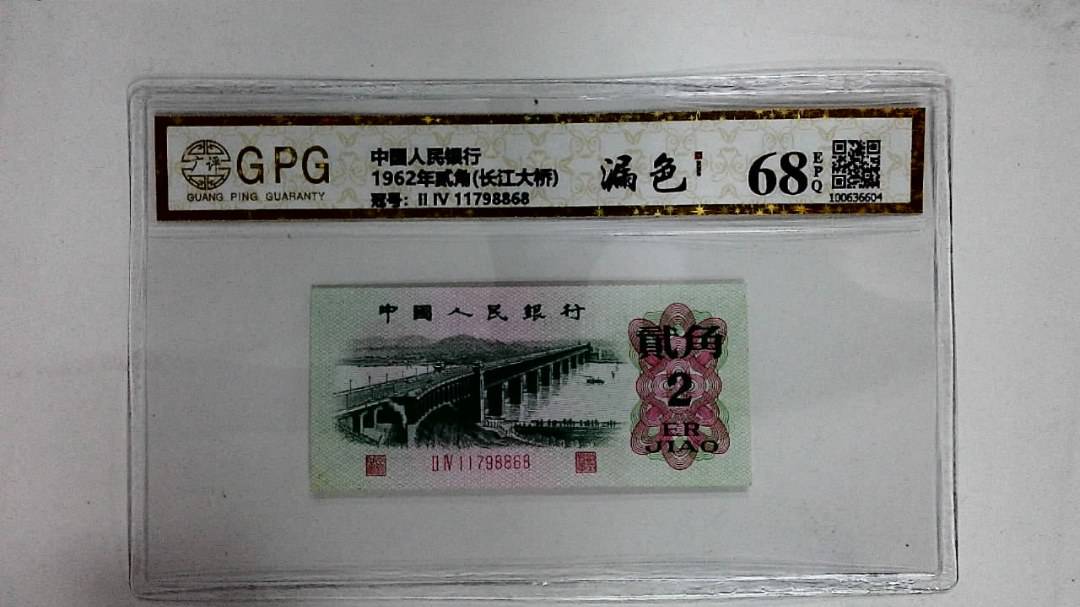 GPG
GUANG PING GUARANTY
中國人民银行
1962年贰角(长江大桥)
冠号: II IV 11798868
漏色
68
EPQ
100636604
中國人民銀行
貳角
2
ER
JIAO
II IV 11798868